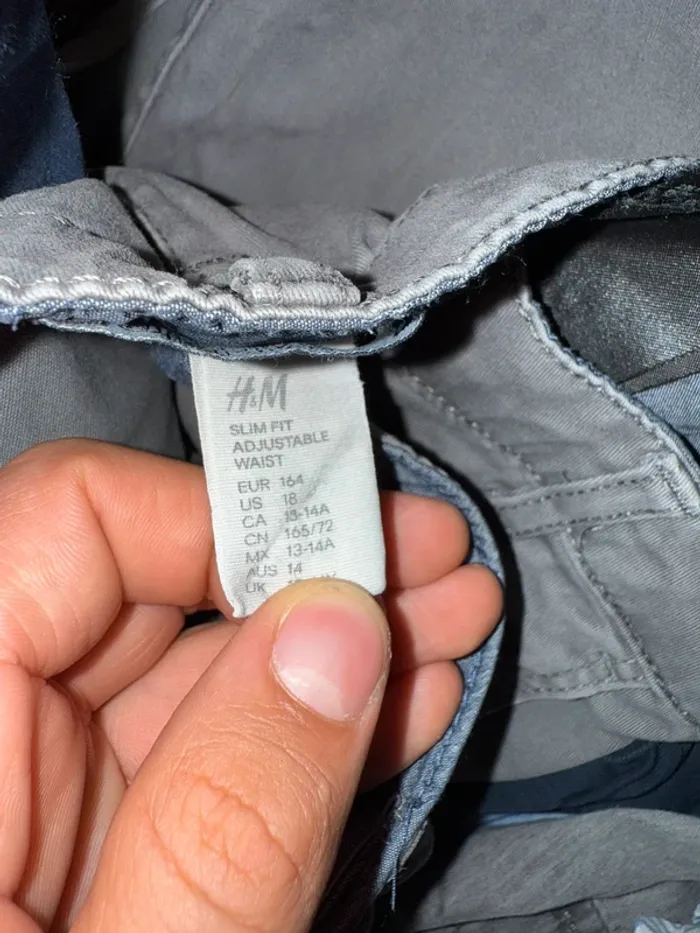 H&M
SLIM FIT
ADJUSTABLE
WAIST
EUR 164
US 18
CA 13-14A
CN 165/72
MX 13-14A
AUS 14
UK